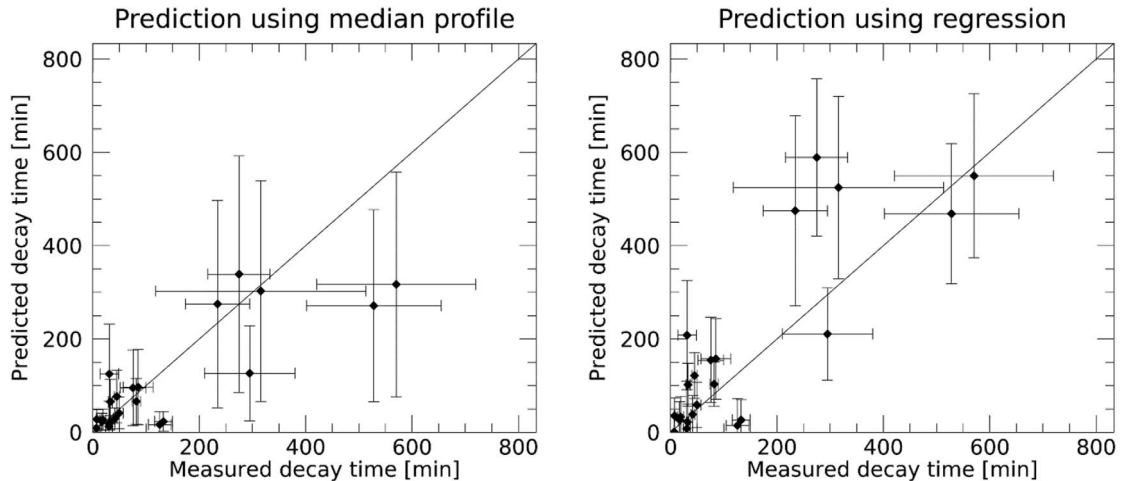 Prediction using median profile
Predicted decay time [min]
800
600
400
200
0
0 200 400 600 800
Measured decay time [min]
Prediction using regression
Predicted decay time [min]
800
600
400
200
0
0 200 400 600 800
Measured decay time [min]